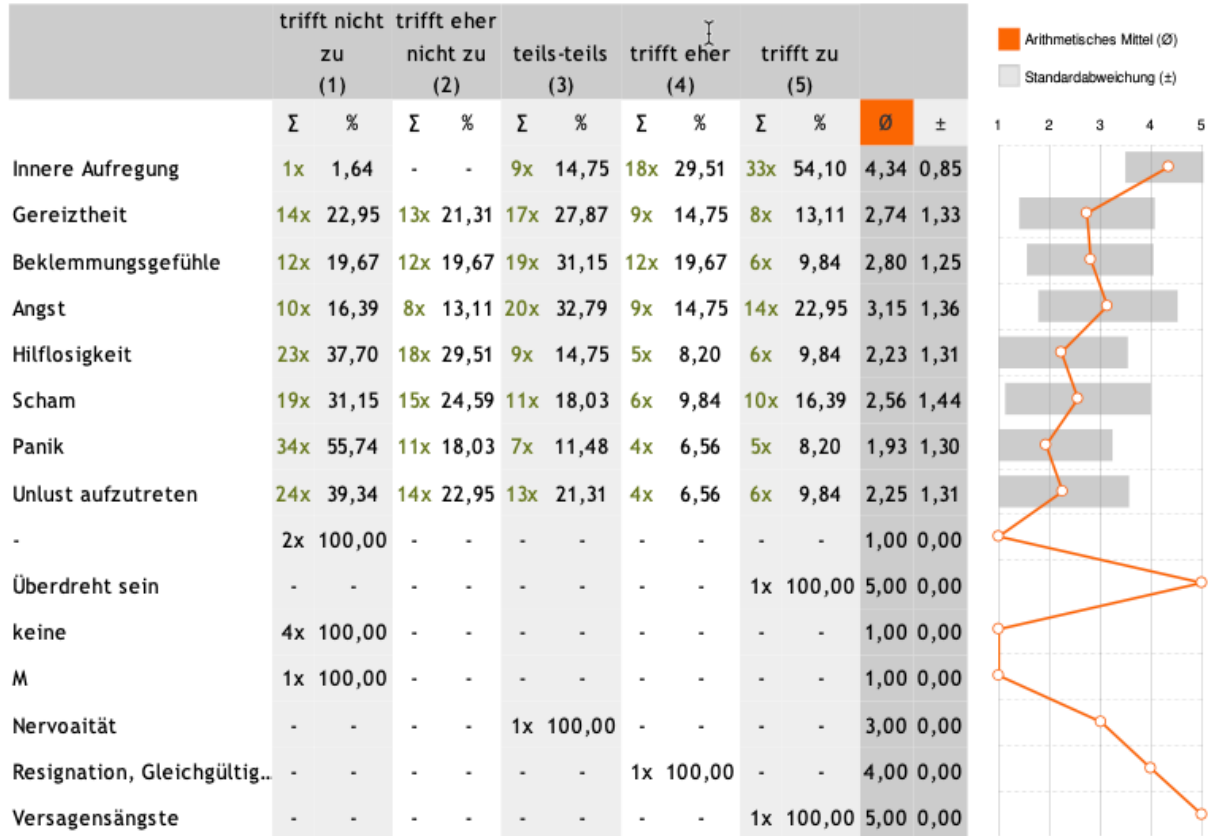 trifft nicht zu (1) trifft eher nicht zu (2) teils-teils (3) trifft eher (4) trifft zu (5)
Σ % Σ % Σ % Σ % Σ % Ø ±
Innere Aufregung 1x 1,64 - - 9x 14,75 18x 29,51 33x 54,10 4,34 0,85
Gereiztheit 14x 22,95 13x 21,31 17x 27,87 9x 14,75 8x 13,11 2,74 1,33
Beklemmungsgefühle 12x 19,67 12x 19,67 19x 31,15 12x 19,67 6x 9,84 2,80 1,25
Angst 10x 16,39 8x 13,11 20x 32,79 9x 14,75 14x 22,95 3,15 1,36
Hilflosigkeit 23x 37,70 18x 29,51 9x 14,75 5x 8,20 6x 9,84 2,23 1,31
Scham 19x 31,15 15x 24,59 11x 18,03 6x 9,84 10x 16,39 2,56 1,44
Panik 34x 55,74 11x 18,03 7x 11,48 4x 6,56 5x 8,20 1,93 1,30
Unlust aufzutreten 24x 39,34 14x 22,95 13x 21,31 4x 6,56 6x 9,84 2,25 1,31
- 2x 100,00 - - - - - - - - 1,00 0,00
Überdreht sein - - - - - - - - 1x 100,00 5,00 0,00
keine 4x 100,00 - - - - - - - - 1,00 0,00
M 1x 100,00 - - - - - - - - 1,00 0,00
Nervoaität - - - - 1x 100,00 - - - - 3,00 0,00
Resignation, Gleichgültig… - - - - - - 1x 100,00 - - 4,00 0,00
Versagensängste - - - - - - - - 1x 100,00 5,00 0,00
Arithmetisches Mittel (Ø)
Standardabweichung (±)
1 2 3 4 5